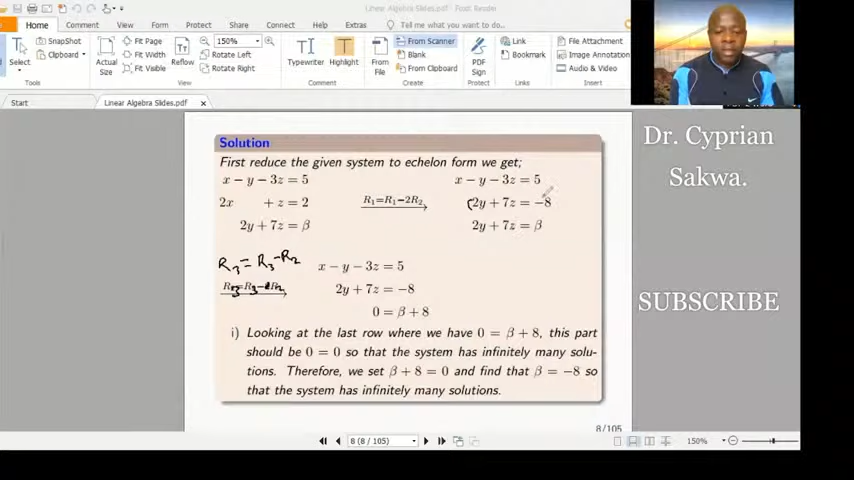 Linear Algebra Slides.pdf - Foxit Reader
Home Comment View Form Protect Share Connect Help Extras Tell me what you want to do...
Select SnapShot Clipboard Actual Size Fit Page Fit Width Fit Visible Reflow 150% Rotate Left Rotate Right Typewriter Highlight From File From Scanner Blank From Clipboard PDF Sign Link Bookmark File Attachment Image Annotation Audio & Video
Tools View Comment Create Protect Links Insert
Start Linear Algebra Slides.pdf
Dr. Cyprian
Sakwa.
SUBSCRIBE
Solution
First reduce the given system to echelon form we get;
x − y − 3z = 5 x − y − 3z = 5
2x + z = 2 R₁=R₁−2R₂ (2y + 7z = −8
2y + 7z = β 2y + 7z = β
R₃ = R₃-R₂ x − y − 3z = 5
2y + 7z = −8
0 = β + 8
i) Looking at the last row where we have 0 = β + 8, this part
should be 0 = 0 so that the system has infinitely many solu-
tions. Therefore, we set β + 8 = 0 and find that β = −8 so
that the system has infinitely many solutions.
8/105
8 (8 / 105) 150%